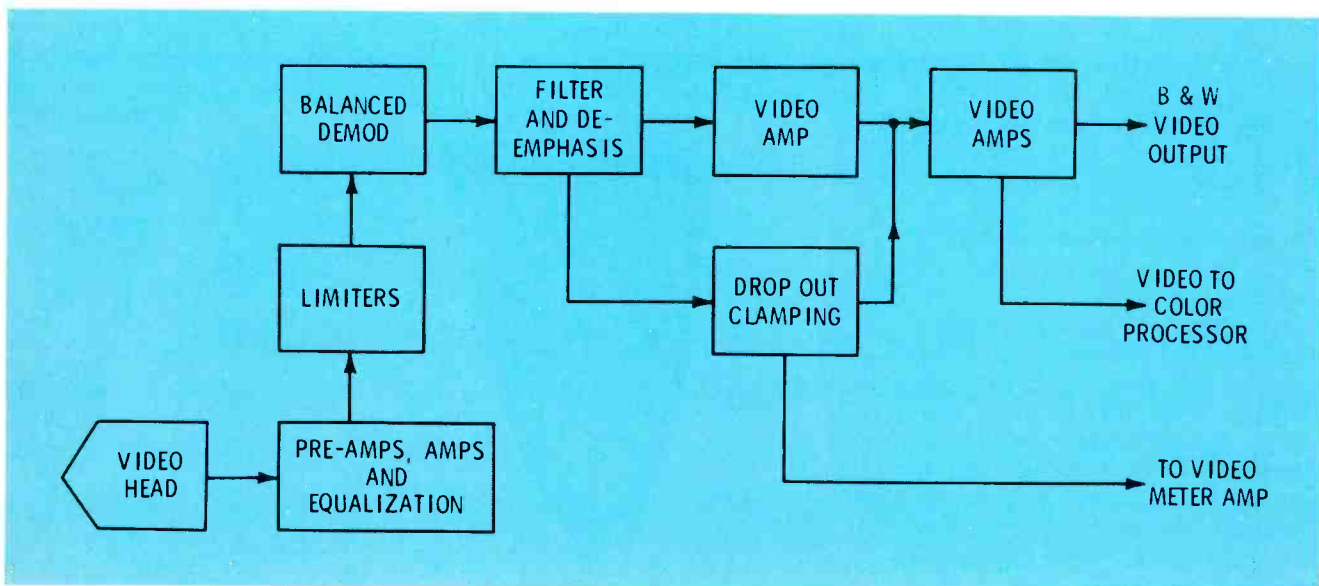 BALANCED
DEMOD
FILTER
AND DE-
EMPHASIS
VIDEO
AMP
VIDEO
AMPS
B & W
VIDEO
OUTPUT
LIMITERS
DROP OUT
CLAMPING
VIDEO TO
COLOR
PROCESSOR
VIDEO
HEAD
PRE-AMPS, AMPS
AND
EQUALIZATION
TO VIDEO
METER AMP